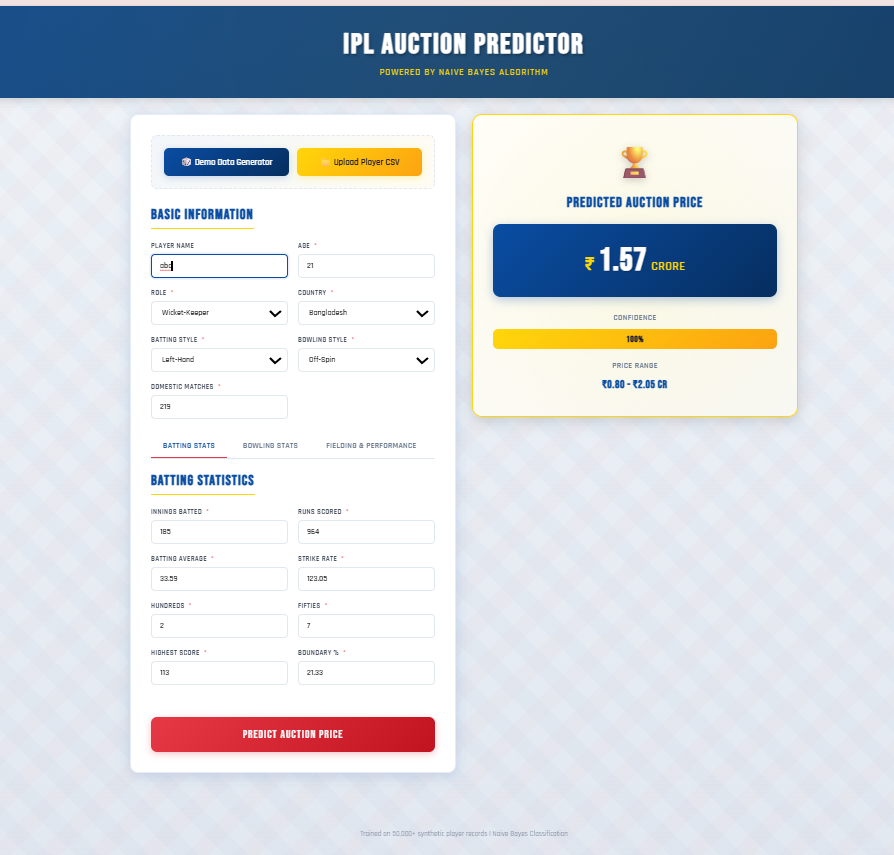 IPL AUCTION PREDICTOR
POWERED BY NAIVE BAYES ALGORITHM
Demo Data Generator
Upload Player CSV
BASIC INFORMATION
PLAYER NAME
abc
AGE *
21
ROLE *
Wicket-Keeper
COUNTRY *
Bangladesh
BATTING STYLE *
Left-Hand
BOWLING STYLE *
Off-Spin
DOMESTIC MATCHES *
219
BATTING STATS
BOWLING STATS
FIELDING & PERFORMANCE
BATTING STATISTICS
INNINGS BATTED *
185
RUNS SCORED *
964
BATTING AVERAGE *
33.59
STRIKE RATE *
123.05
HUNDREDS *
2
FIFTIES *
7
HIGHEST SCORE *
113
BOUNDARY % *
21.33
PREDICT AUCTION PRICE
PREDICTED AUCTION PRICE
₹ 1.57 CRORE
CONFIDENCE
100%
PRICE RANGE
₹0.80 - ₹2.05 CR
Trained on 50,000+ synthetic player records | Naive Bayes Classification